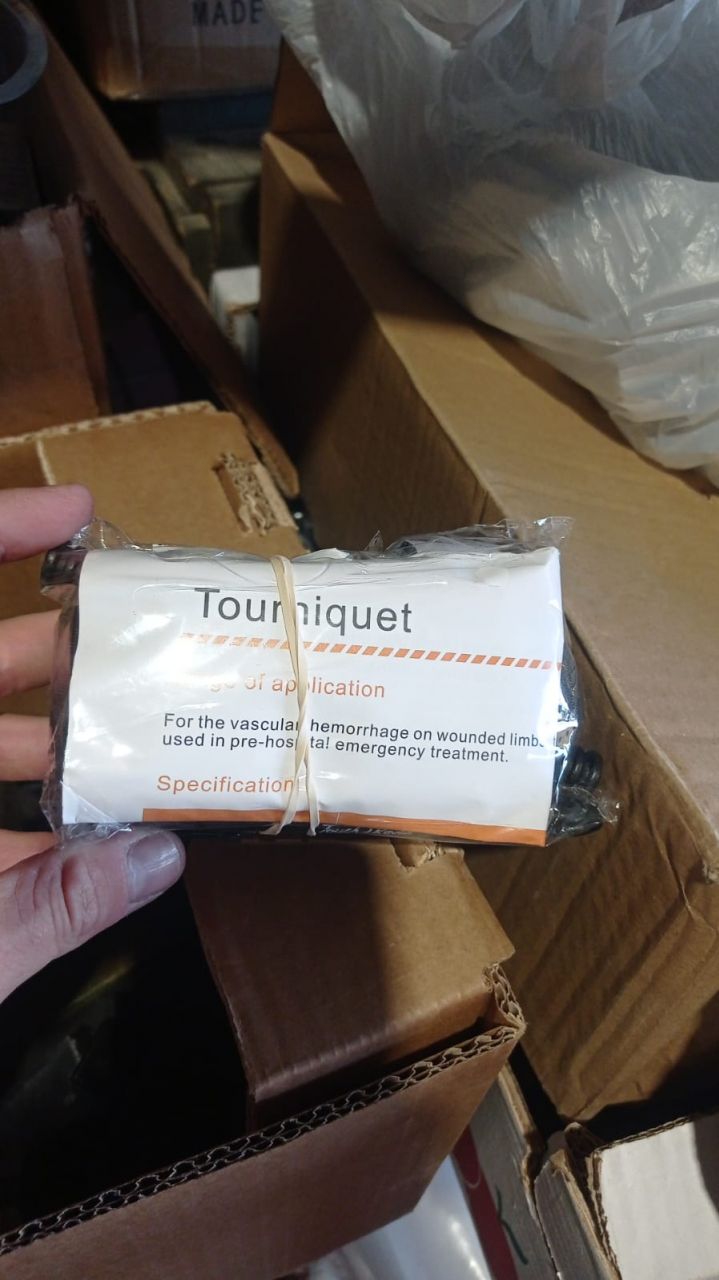 MADE
Tourniquet
of application
For the vascular hemorrhage on wounded limbs
used in pre-hospital emergency treatment.
Specification